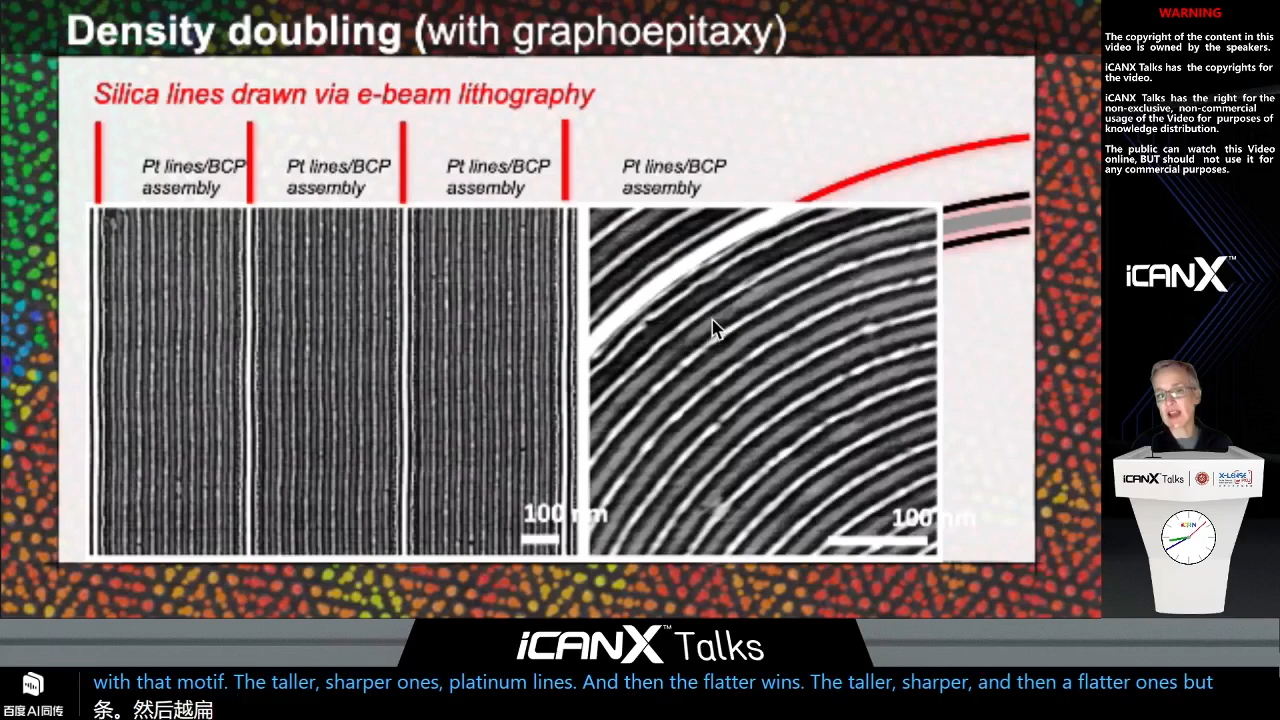 Density doubling (with graphoepitaxy)
Silica lines drawn via e-beam lithography
Pt lines/BCP
assembly
Pt lines/BCP
assembly
Pt lines/BCP
assembly
Pt lines/BCP
assembly
100 nm
100 nm
WARNING
The copyright of the content in this
video is owned by the speakers.
iCANX Talks has the copyrights for
the video.
iCANX Talks has the right for the
non-exclusive, non-commercial
usage of the Video for purposes of
knowledge distribution.
The public can watch this Video
online, BUT should not use it for
any commercial purposes.
iCANX™
iCANX Talks
iCANX™ Talks
with that motif. The taller, sharper ones, platinum lines. And then the flatter wins. The taller, sharper, and then a flatter ones but
条。然后越扁
百度AI同传